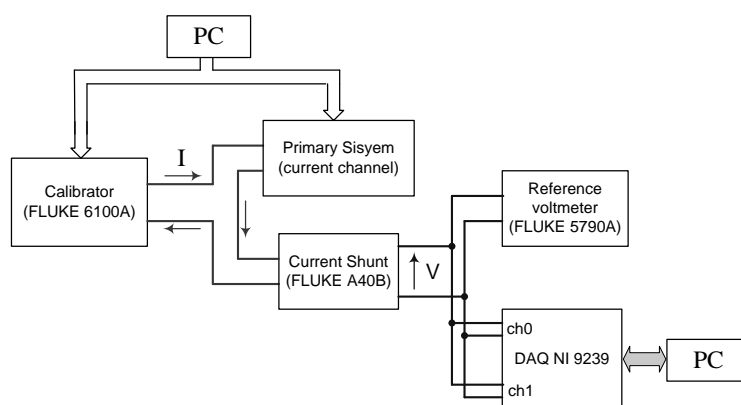 PC
Primary Sisyem
(current channel)
I
Calibrator
(FLUKE 6100A)
Reference
voltmeter
(FLUKE 5790A)
Current Shunt
(FLUKE A40B)
V
ch0
DAQ NI 9239
PC
ch1